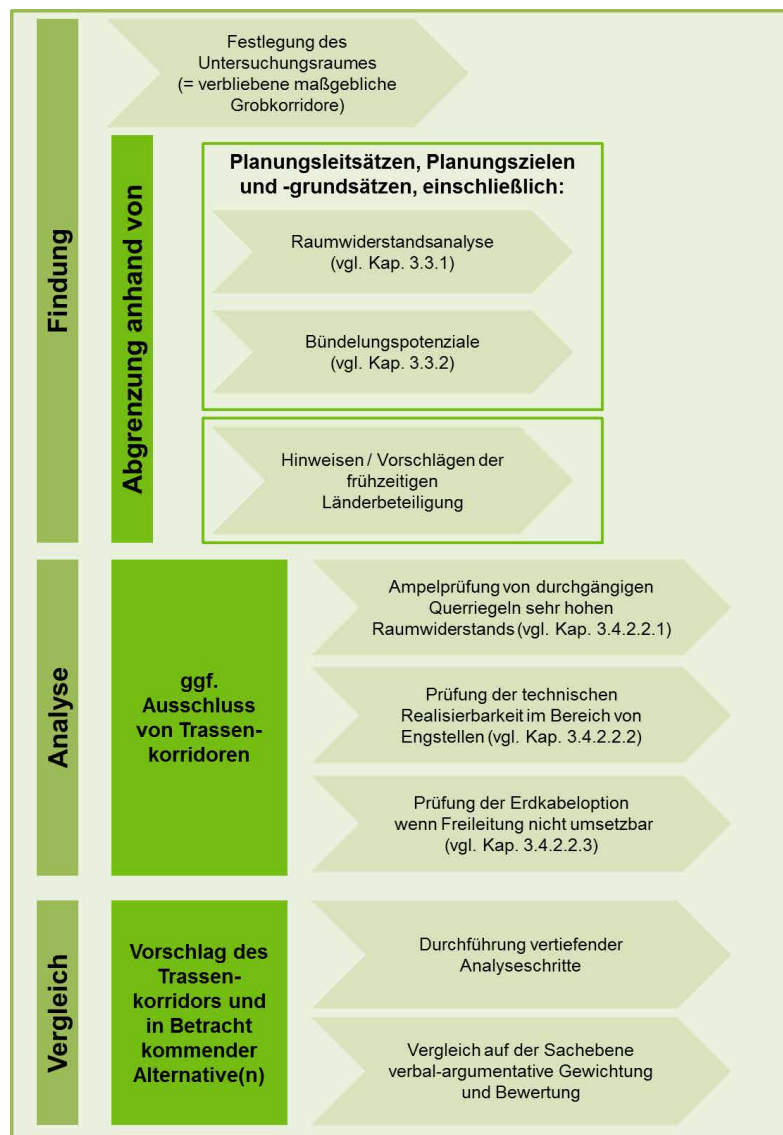 Findung
Festlegung des
Untersuchungsraumes
(= verbliebene maßgebliche
Grobkorridore)
Abgrenzung anhand von
Planungsleitsätzen, Planungszielen
und -grundsätzen, einschließlich:
Raumwiderstandsanalyse
(vgl. Kap. 3.3.1)
Bündelungspotenziale
(vgl. Kap. 3.3.2)
Hinweisen / Vorschlägen der
frühzeitigen
Länderbeteiligung
Analyse
ggf.
Ausschluss
von Trassen-
korridoren
Ampelprüfung von durchgängigen
Querriegeln sehr hohen
Raumwiderstands (vgl. Kap. 3.4.2.2.1)
Prüfung der technischen
Realisierbarkeit im Bereich von
Engstellen (vgl. Kap. 3.4.2.2.2)
Prüfung der Erdkabeloption
wenn Freileitung nicht umsetzbar
(vgl. Kap. 3.4.2.2.3)
Vergleich
Vorschlag des
Trassen-
korridors und
in Betracht
kommender
Alternative(n)
Durchführung vertiefender
Analyseschritte
Vergleich auf der Sachebene
verbal-argumentative Gewichtung
und Bewertung